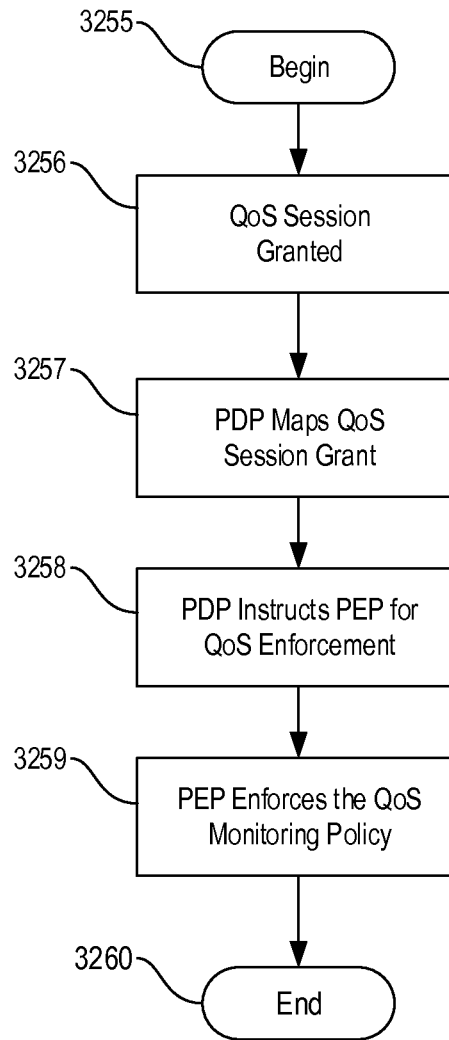 3255
Begin
3256
QoS Session
Granted
3257
PDP Maps QoS
Session Grant
3258
PDP Instructs PEP for
QoS Enforcement
3259
PEP Enforces the QoS
Monitoring Policy
3260
End